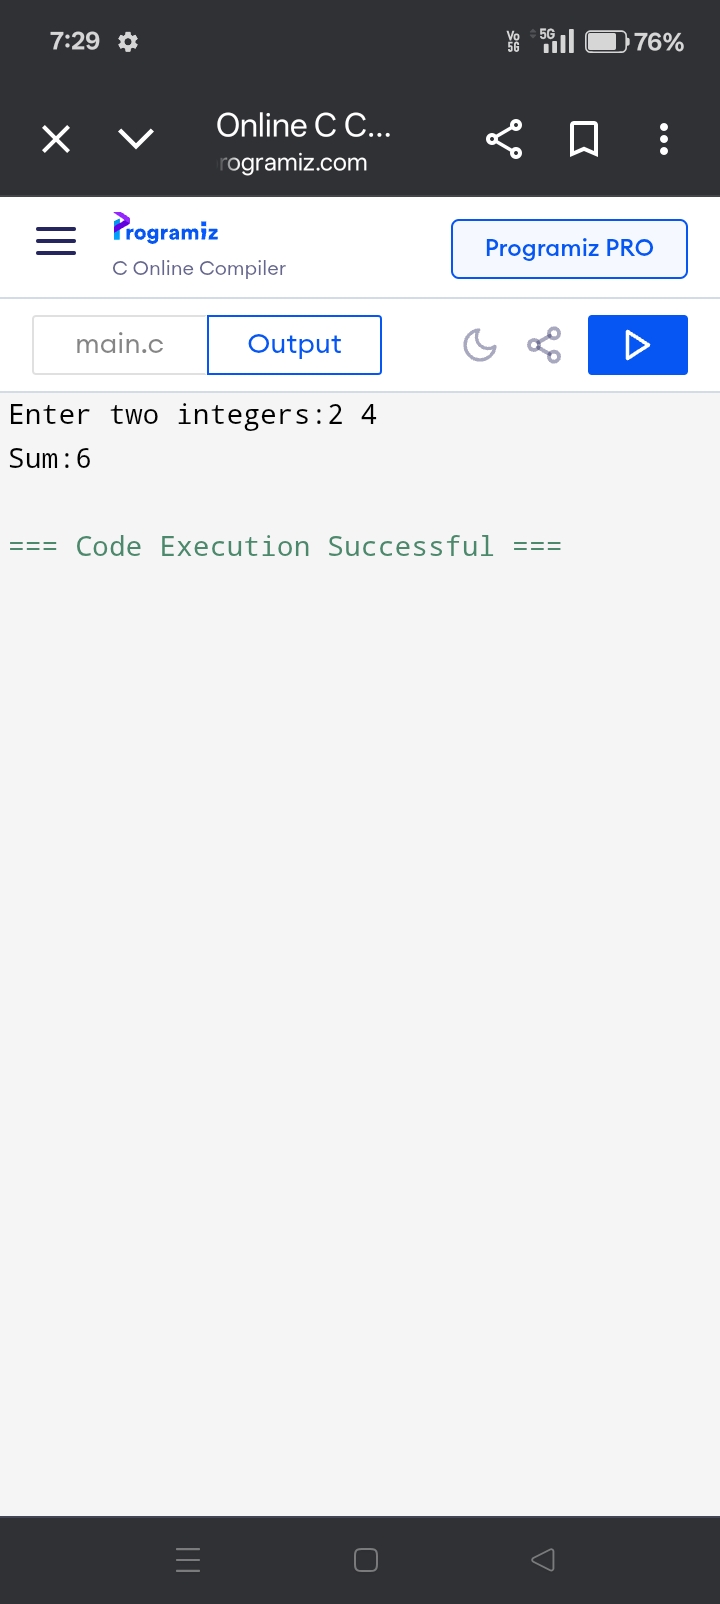 7:29
Vo 5G 5G 76%
Online C C...
rogramiz.com
Programiz
C Online Compiler
Programiz PRO
main.c
Output
Enter two integers:2 4
Sum:6
=== Code Execution Successful ===